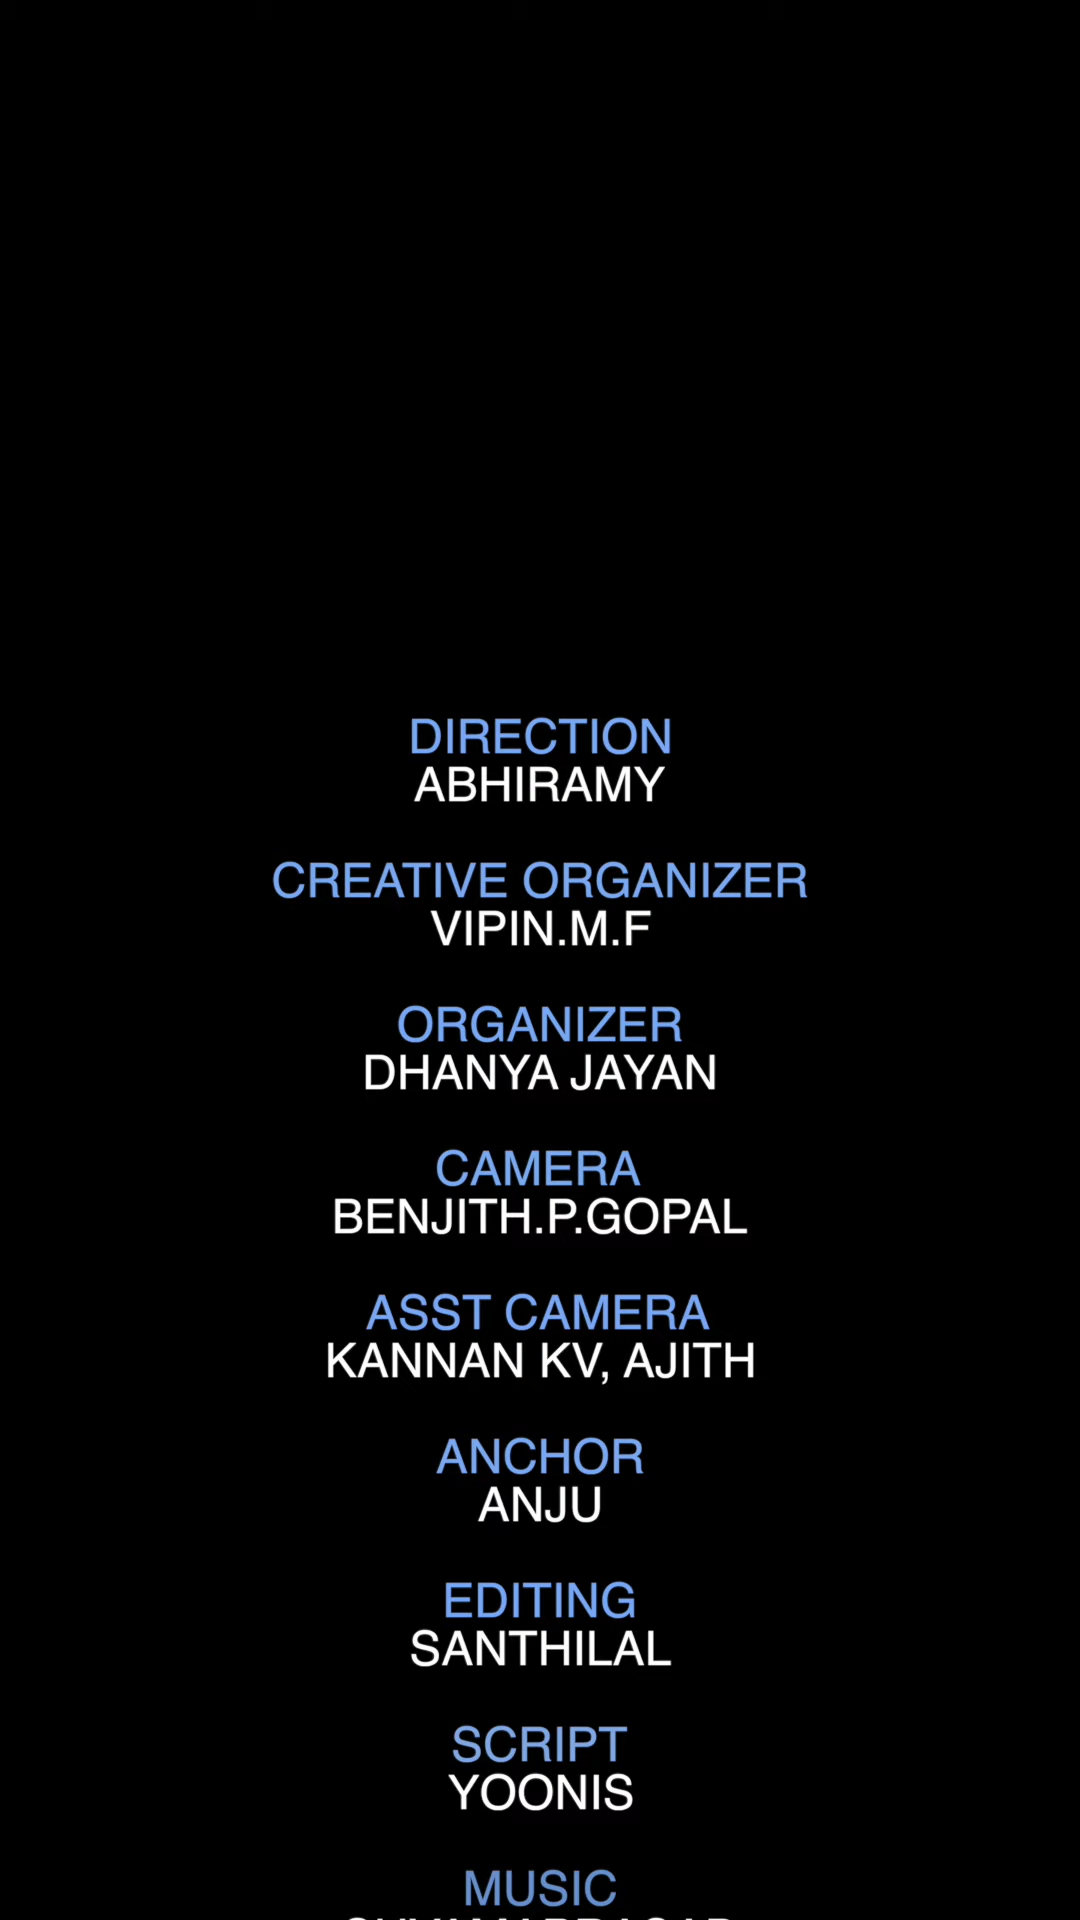 DIRECTION
ABHIRAMY
CREATIVE ORGANIZER
VIPIN.M.F
ORGANIZER
DHANYA JAYAN
CAMERA
BENJITH.P.GOPAL
ASST CAMERA
KANNAN KV, AJITH
ANCHOR
ANJU
EDITING
SANTHILAL
SCRIPT
YOONIS
MUSIC